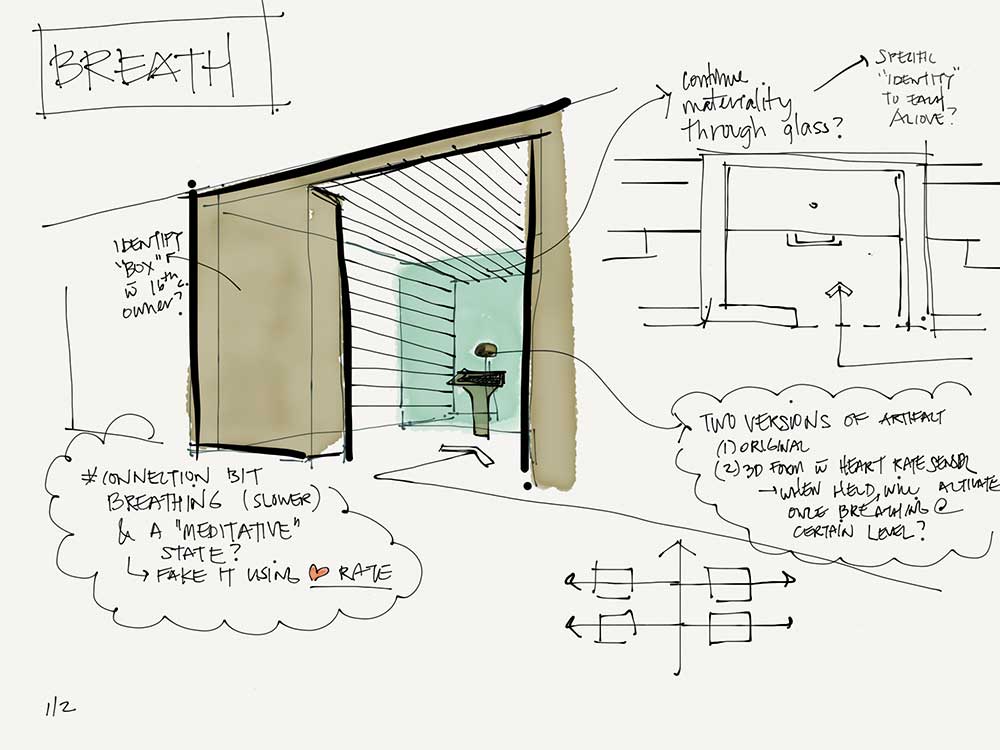 BREATH
continue
materiality
through glass?
SPECIFIC
"IDENTITY"
TO EACH
ALCOVE?
IDENTIFY
"BOX"
w̄ 16th c.
owner?
TWO VERSIONS OF ARTIFACT
(1) ORIGINAL
(2) 3D FORM w̄ HEART RATE SENSOR
→ WHEN HELD, WILL ACTIVATE
ONCE BREATHING @
CERTAIN LEVEL?
#CONNECTION BIT
BREATHING (SLOWER)
& A "MEDITATIVE"
STATE?
↳ FAKE IT USING ♥ RATE
1/2